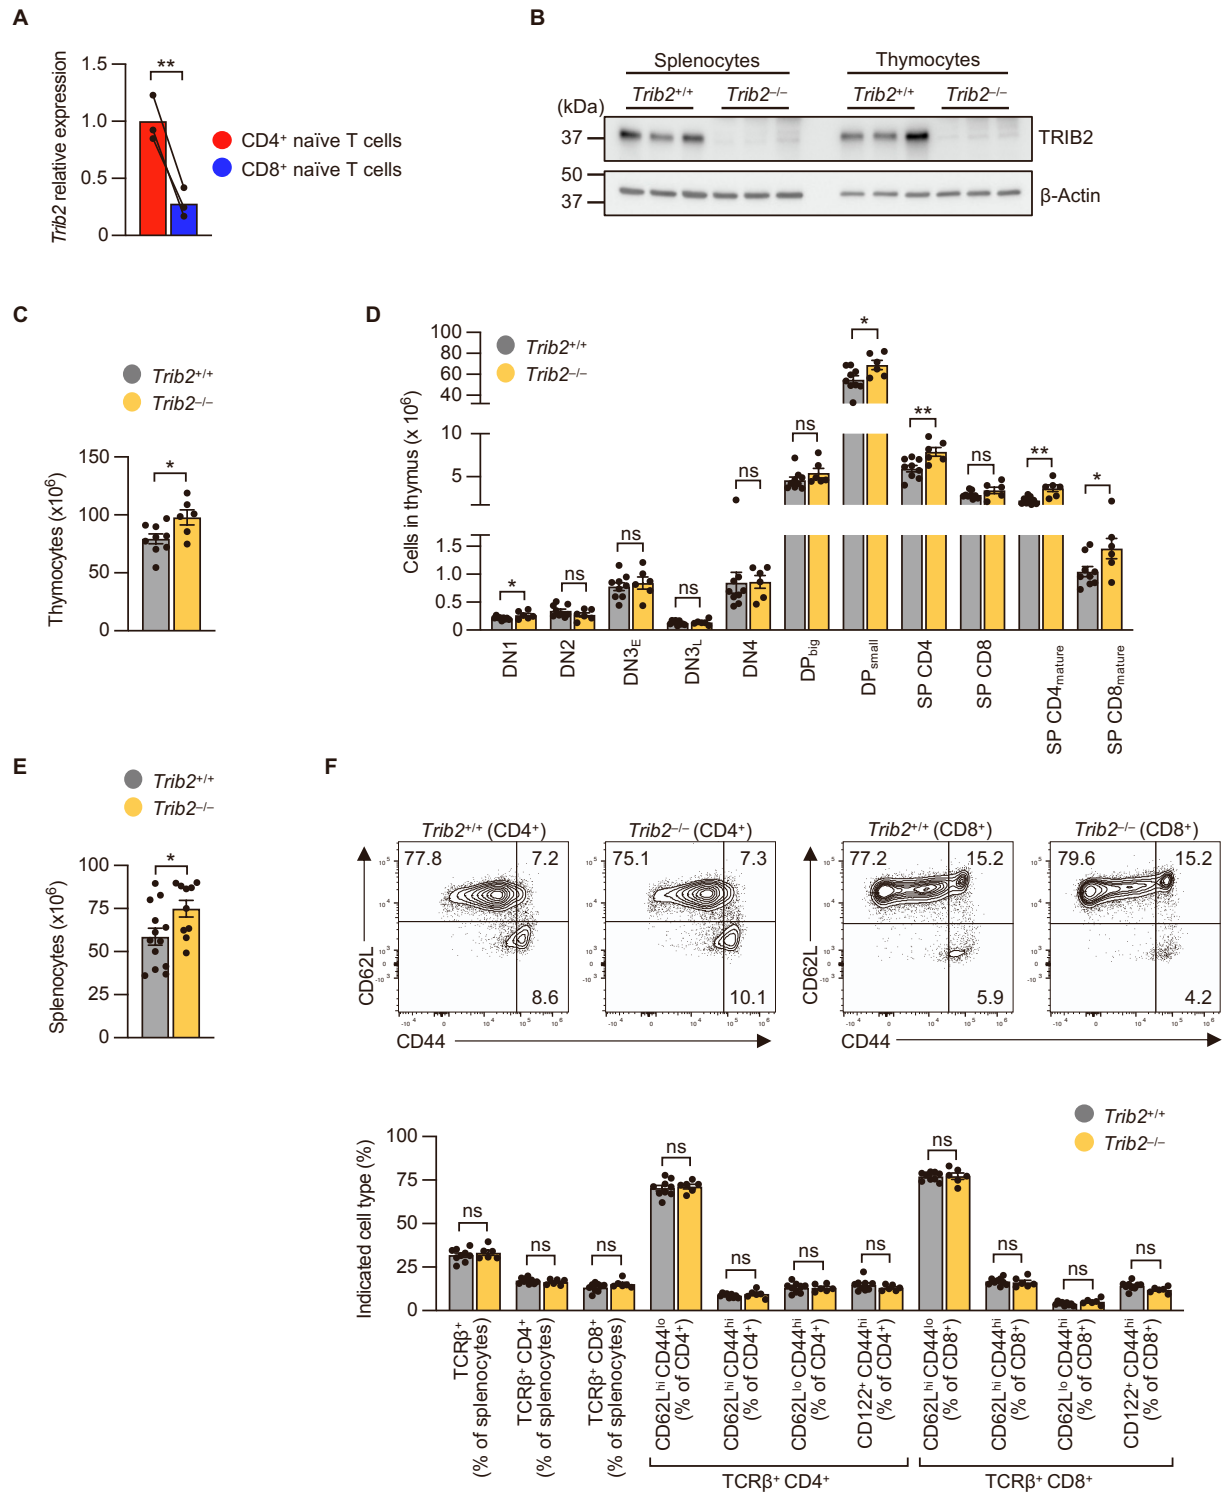 A
Trib2 relative expression
1.5
1.0
0.5
0
**
CD4⁺ naïve T cells
CD8⁺ naïve T cells
B
Splenocytes
Thymocytes
(kDa)
Trib2⁺/⁺
Trib2⁻/⁻
Trib2⁺/⁺
Trib2⁻/⁻
37
TRIB2
50
37
β-Actin
C
Trib2⁺/⁺
Trib2⁻/⁻
Thymocytes (x10⁶)
150
100
50
0
*
D
Trib2⁺/⁺
Trib2⁻/⁻
Cells in thymus (x 10⁶)
100
80
60
40
10
5
1.5
1.0
0.5
0
*
ns
ns
ns
ns
ns
*
**
ns
**
*
DN1
DN2
DN3E
DN3L
DN4
DPbig
DPsmall
SP CD4
SP CD8
SP CD4mature
SP CD8mature
E
Trib2⁺/⁺
Trib2⁻/⁻
Splenocytes (x10⁶)
100
75
50
25
0
*
F
Trib2⁺/⁺ (CD4⁺)
77.8
7.2
8.6
Trib2⁻/⁻ (CD4⁺)
75.1
7.3
10.1
CD62L
CD44
Trib2⁺/⁺ (CD8⁺)
77.2
15.2
5.9
Trib2⁻/⁻ (CD8⁺)
79.6
15.2
4.2
CD62L
CD44
Trib2⁺/⁺
Trib2⁻/⁻
Indicated cell type (%)
100
75
50
25
0
ns
ns
ns
ns
ns
ns
ns
ns
ns
ns
ns
TCRβ⁺
(% of splenocytes)
TCRβ⁺ CD4⁺
(% of splenocytes)
TCRβ⁺ CD8⁺
(% of splenocytes)
CD62Lʰⁱ CD44ˡᵒ
(% of CD4⁺)
CD62Lʰⁱ CD44ʰⁱ
(% of CD4⁺)
CD62Lˡᵒ CD44ʰⁱ
(% of CD4⁺)
CD122⁺ CD44ʰⁱ
(% of CD4⁺)
CD62Lʰⁱ CD44ˡᵒ
(% of CD8⁺)
CD62Lʰⁱ CD44ʰⁱ
(% of CD8⁺)
CD62Lˡᵒ CD44ʰⁱ
(% of CD8⁺)
CD122⁺ CD44ʰⁱ
(% of CD8⁺)
TCRβ⁺ CD4⁺
TCRβ⁺ CD8⁺